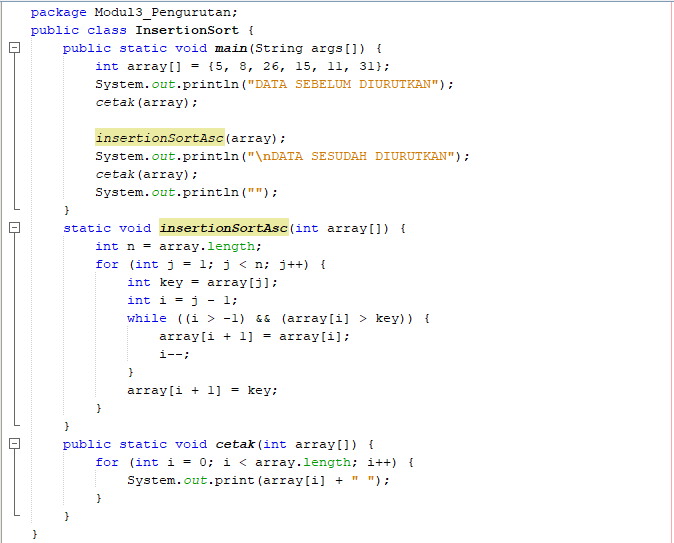 package Modul3_Pengurutan;
public class InsertionSort {
    public static void main(String args[]) {
        int array[] = {5, 8, 26, 15, 11, 31};
        System.out.println("DATA SEBELUM DIURUTKAN");
        cetak(array);

        insertionSortAsc(array);
        System.out.println("\nDATA SESUDAH DIURUTKAN");
        cetak(array);
        System.out.println("");
    }
    static void insertionSortAsc(int array[]) {
        int n = array.length;
        for (int j = 1; j < n; j++) {
            int key = array[j];
            int i = j - 1;
            while ((i > -1) && (array[i] > key)) {
                array[i + 1] = array[i];
                i--;
            }
            array[i + 1] = key;
        }
    }
    public static void cetak(int array[]) {
        for (int i = 0; i < array.length; i++) {
            System.out.print(array[i] + " ");
        }
    }
}